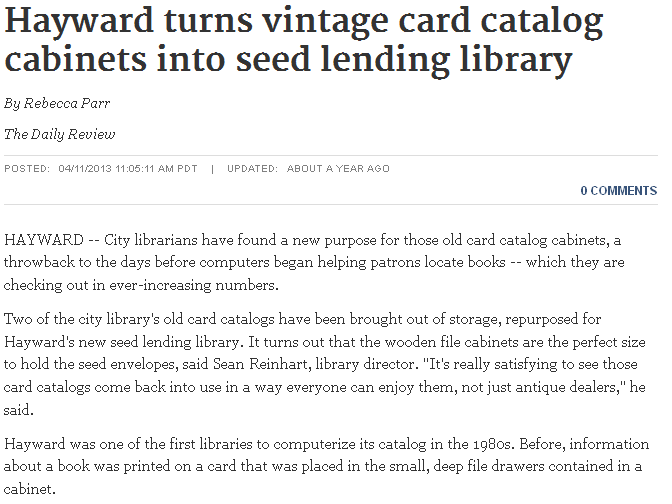 Hayward turns vintage card catalog
cabinets into seed lending library
By Rebecca Parr
The Daily Review
POSTED: 04/11/2013 11:05:11 AM PDT | UPDATED: ABOUT A YEAR AGO
0 COMMENTS
HAYWARD -- City librarians have found a new purpose for those old card catalog cabinets, a
throwback to the days before computers began helping patrons locate books -- which they are
checking out in ever-increasing numbers.
Two of the city library's old card catalogs have been brought out of storage, repurposed for
Hayward's new seed lending library. It turns out that the wooden file cabinets are the perfect size
to hold the seed envelopes, said Sean Reinhart, library director. "It's really satisfying to see those
card catalogs come back into use in a way everyone can enjoy them, not just antique dealers," he
said.
Hayward was one of the first libraries to computerize its catalog in the 1980s. Before, information
about a book was printed on a card that was placed in the small, deep file drawers contained in a
cabinet.